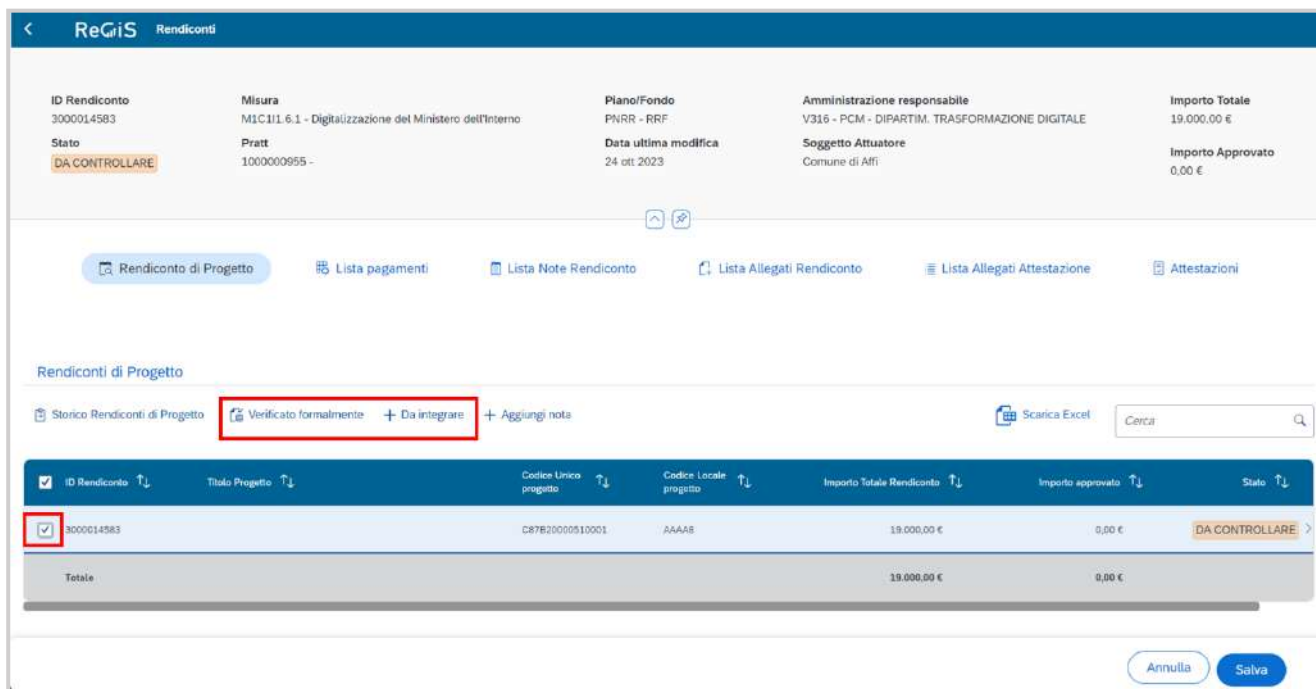 ReGiS Rendiconti
ID Rendiconto Misura Piano/Fondo Amministrazione responsabile Importo Totale
3000014583 M1C1I1.6.1 - Digitalizzazione del Ministero dell'Interno PNRR - RRF V316 - PCM - DIPARTIM. TRASFORMAZIONE DIGITALE 19.000,00 €
Stato Pratt Data ultima modifica Soggetto Attuatore Importo Approvato
DA CONTROLLARE 1000000955 - 24 ott 2023 Comune di Affi 0,00 €
Rendiconto di Progetto Lista pagamenti Lista Note Rendiconto Lista Allegati Rendiconto Lista Allegati Attestazione Attestazioni
Rendiconti di Progetto
Storico Rendiconti di Progetto Verificato formalmente + Da integrare + Aggiungi nota Scarica Excel Cerca
ID Rendiconto Titolo Progetto Codice Unico progetto Codice Locale progetto Importo Totale Rendiconto Importo approvato Stato
3000014583 C87B20000510001 AAAA8 19.000,00 € 0,00 € DA CONTROLLARE
Totale 19.000,00 € 0,00 €
Annulla Salva